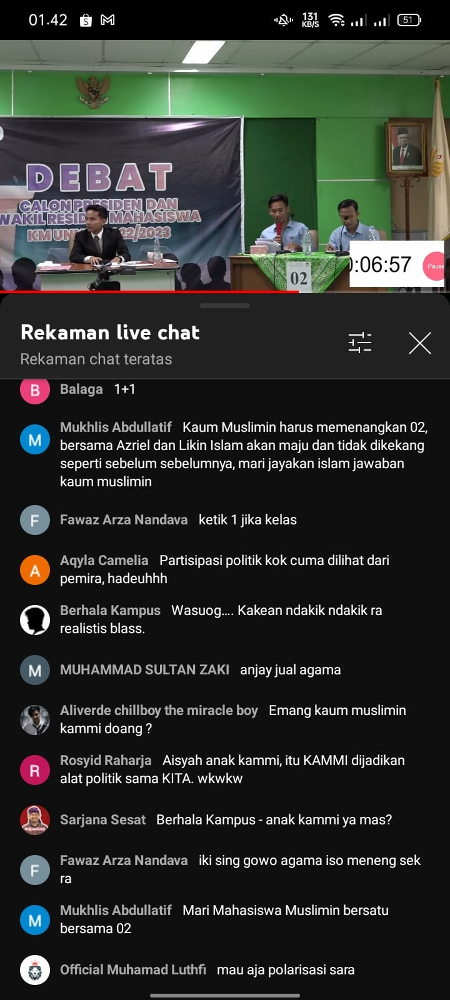 01.42
131
KB/S
51
DEBAT
CALON PRESIDEN DAN
WAKIL RESIDEN MAHASISWA
KM UN 22/2023
02
:06:57
Pause
Rekaman live chat
Rekaman chat teratas
B Balaga 1+1
Mukhlis Abdullatif Kaum Muslimin harus memenangkan 02,
M bersama Azriel dan Likin Islam akan maju dan tidak dikekang
seperti sebelum sebelumnya, mari jayakan islam jawaban
kaum muslimin
F Fawaz Arza Nandava ketik 1 jika kelas
A Aqyla Camelia Partisipasi politik kok cuma dilihat dari
pemira, hadeuhhh
Berhala Kampus Wasuog.... Kakean ndakik ndakik ra
realistis blass.
M MUHAMMAD SULTAN ZAKI anjay jual agama
Aliverde chillboy the miracle boy Emang kaum muslimin
kammi doang ?
R Rosyid Raharja Aisyah anak kammi, itu KAMMI dijadikan
alat politik sama KITA. wkwkw
Sarjana Sesat Berhala Kampus - anak kammi ya mas?
F Fawaz Arza Nandava iki sing gowo agama iso meneng sek
ra
M Mukhlis Abdullatif Mari Mahasiswa Muslimin bersatu
bersama 02
Official Muhamad Luthfi mau aja polarisasi sara